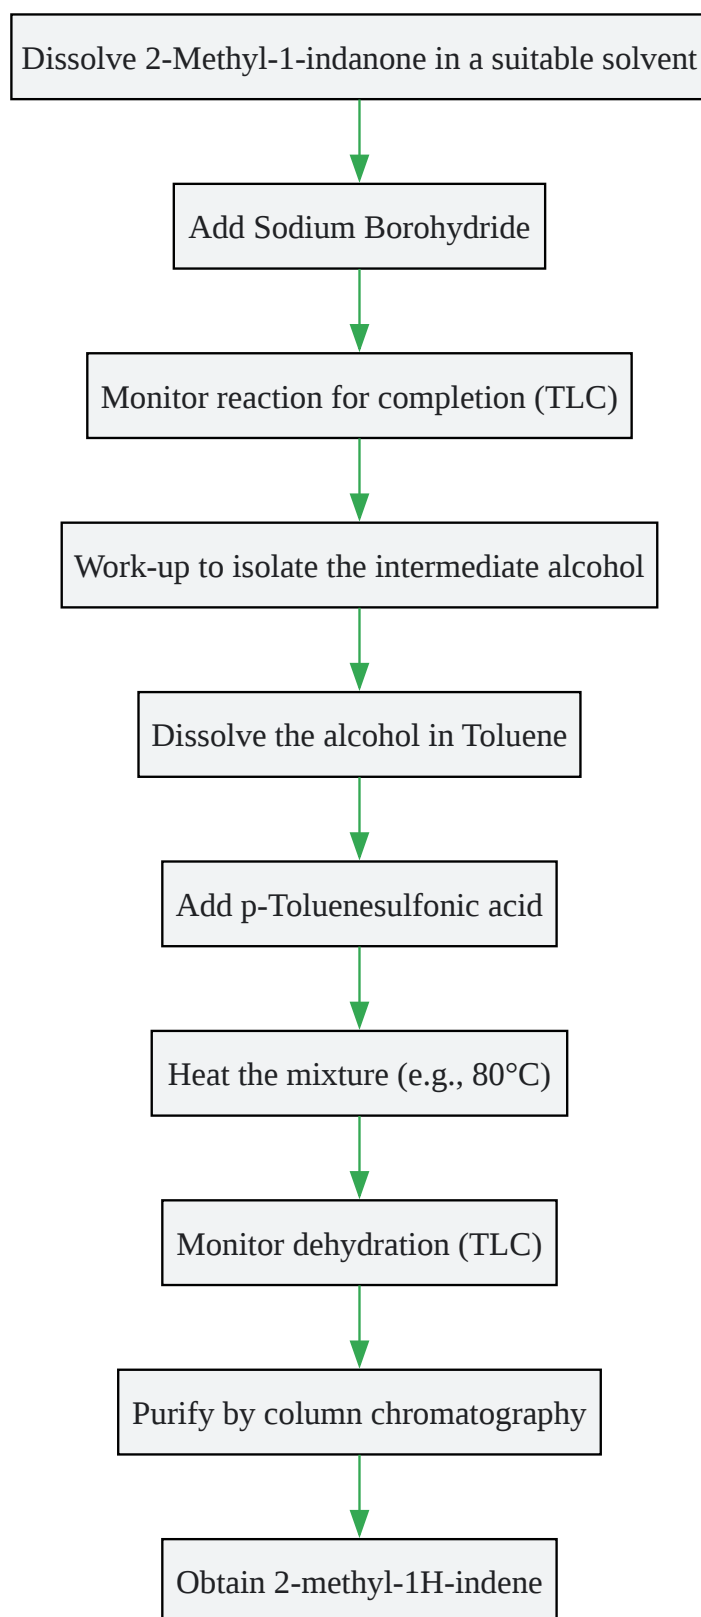 Dissolve 2-Methyl-1-indanone in a suitable solvent
Add Sodium Borohydride
Monitor reaction for completion (TLC)
Work-up to isolate the intermediate alcohol
Dissolve the alcohol in Toluene
Add p-Toluenesulfonic acid
Heat the mixture (e.g., 80°C)
Monitor dehydration (TLC)
Purify by column chromatography
Obtain 2-methyl-1H-indene